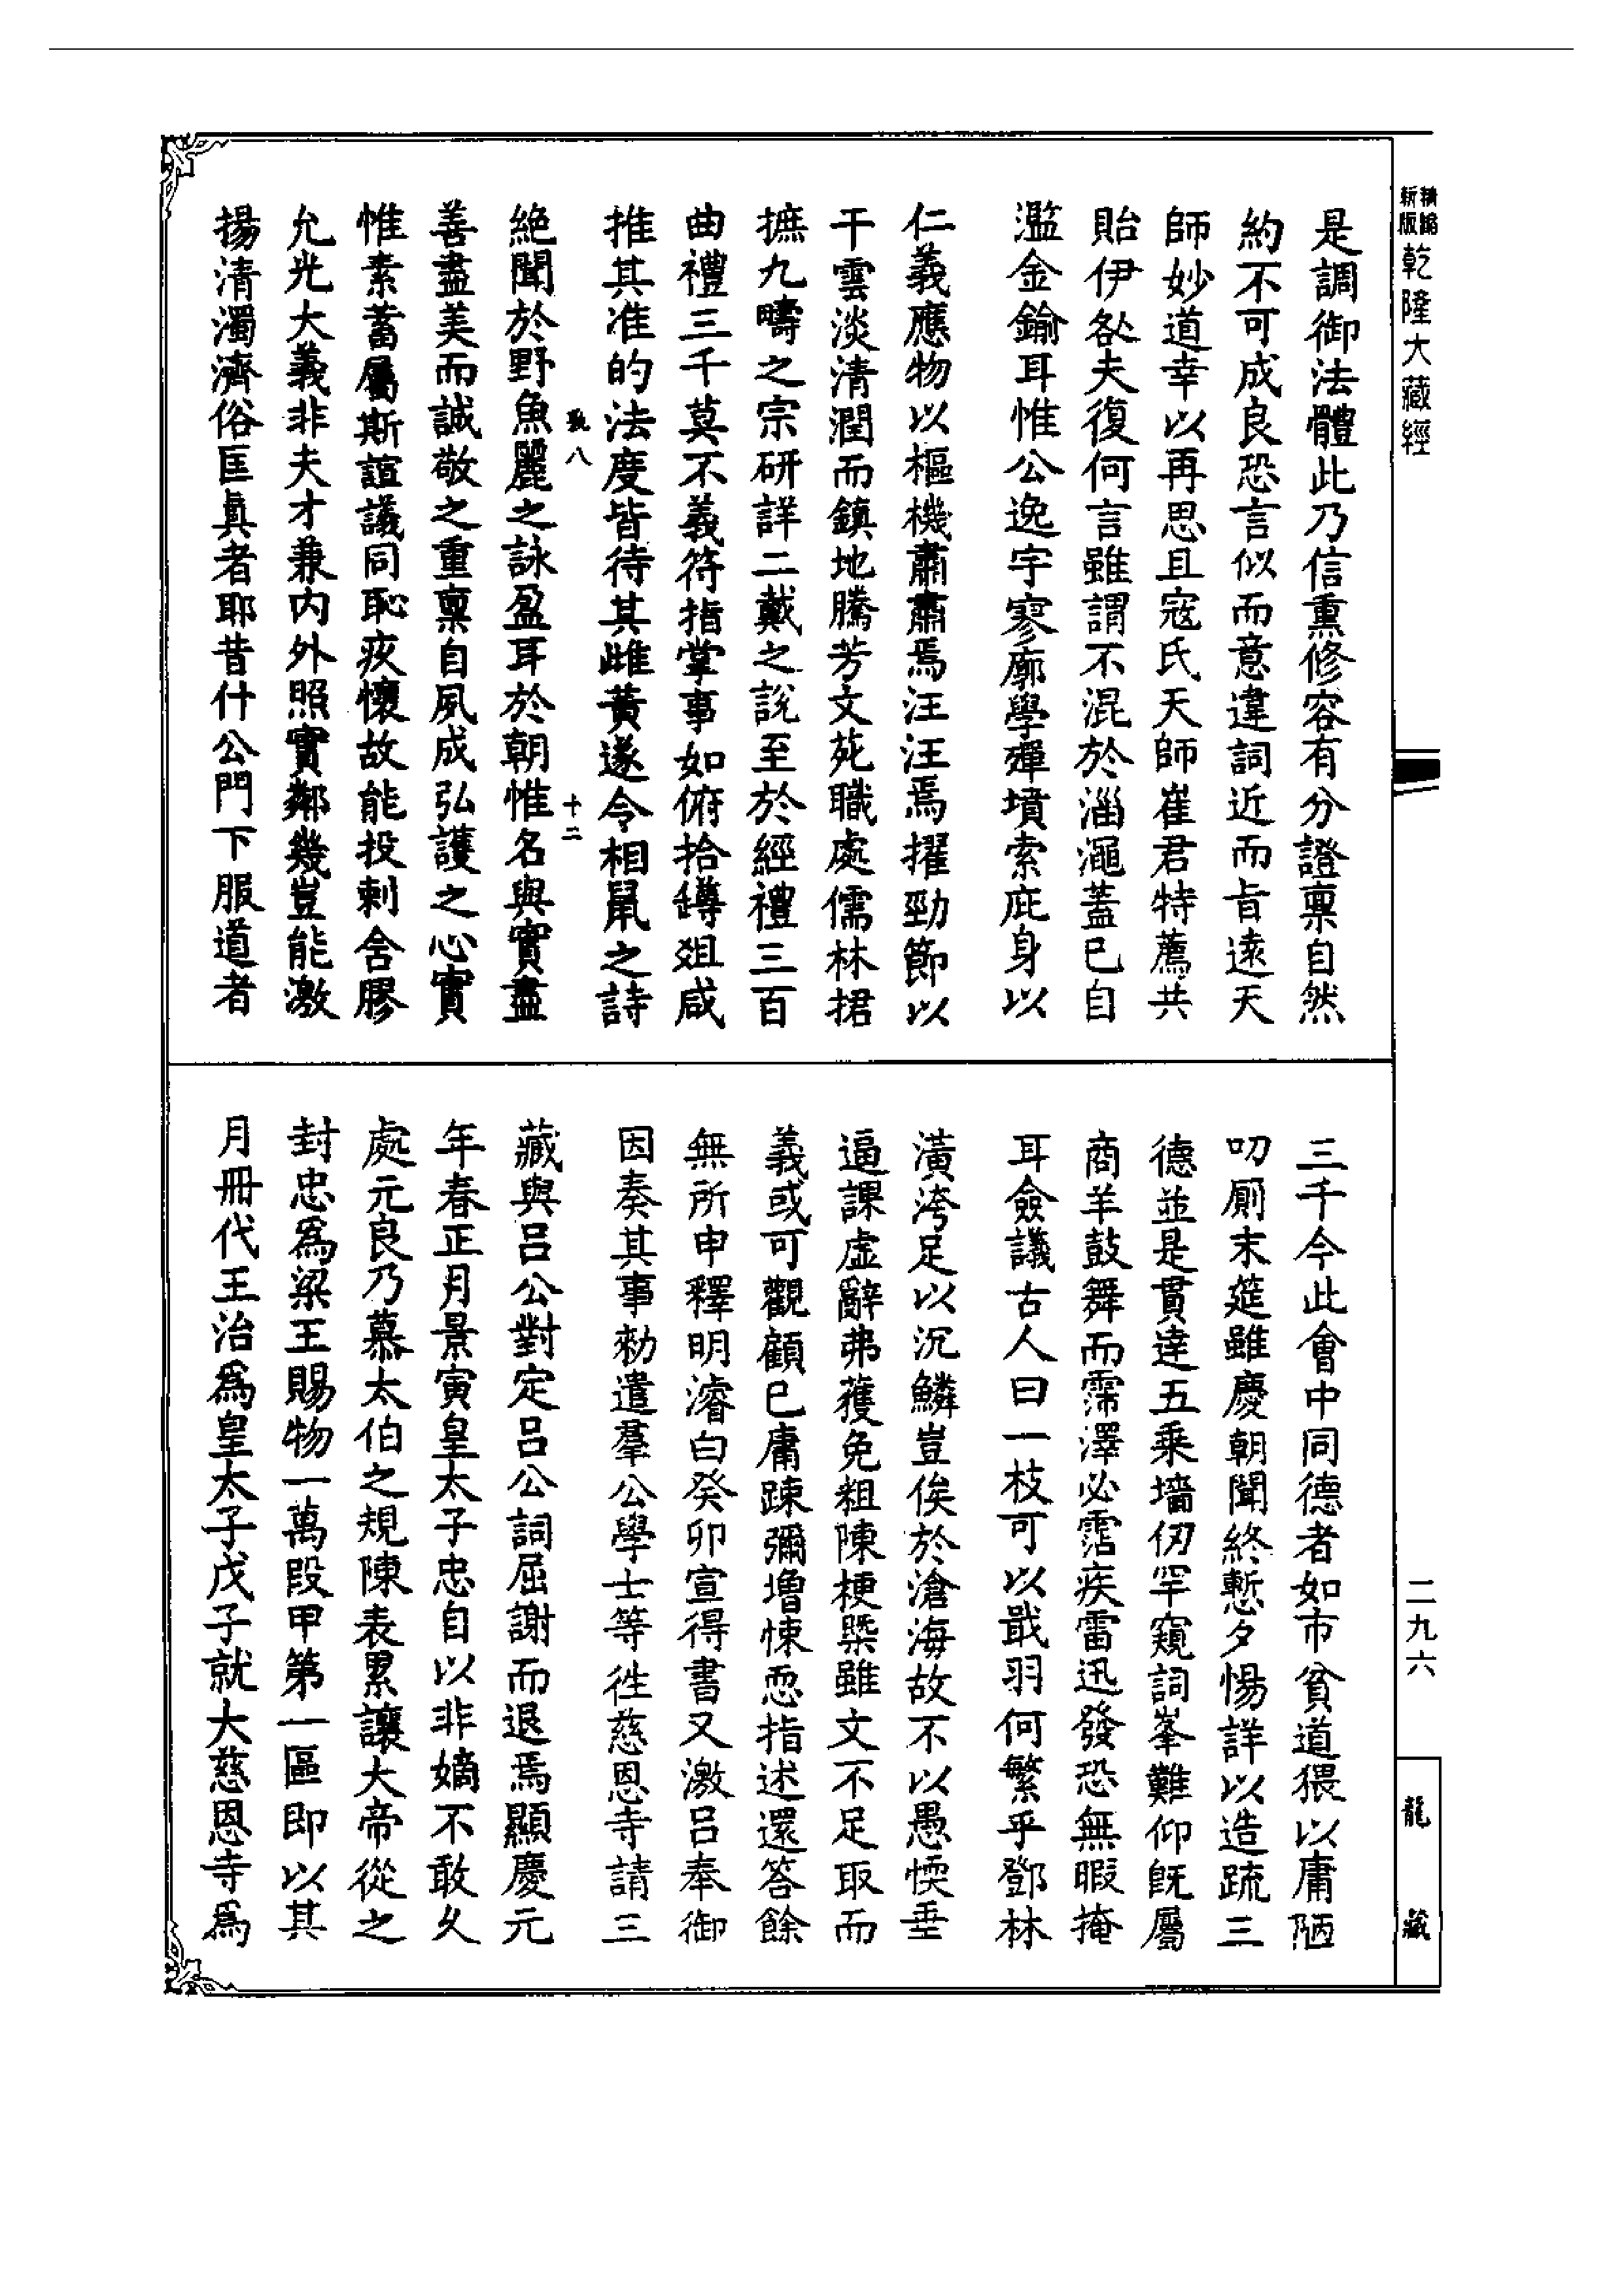 精繕新版乾隆大藏經
是調御法體此乃信熏修容有分證稟自然
約不可成良恐言似而意違詞近而旨遠天
師妙道幸以再思且寇氏天師崔君特薦共
貽伊咎夫復何言雖謂不混於淄澠蓋已自
濫金鍮耳惟公逸宇寥廓學殫墳索庇身以
仁義應物以樞機肅肅焉汪汪焉擢勁節以
干雲淡清潤而鎮地騰芳文苑職處儒林捃
摭九疇之宗研詳二戴之說至於經禮三百
曲禮三千莫不義符指掌事如俯拾罇爼咸
推其准的法度皆待其雌黃遂令相鼠之詩
絕聞於野魚麗之詠盈耳於朝惟名與實盡
善盡美而誠敬之重稟自夙成弘護之心實
惟素蓄屬斯諠議同恥疚懷故能投刺舍膠
允光大義非夫才兼內外照實鄰幾豈能激
揚清濁濟俗匡真者耶昔什公門下服道者
八
十二
三千今此會中同德者如市貧道猥以庸陋
叨廁末筵雖慶朝聞終慙夕惕詳以造疏三
德並是貫達五乘墻仞罕窺詞峯難仰既屬
商羊鼓舞而霈澤必霑疾雷迅發恐無暇掩
耳僉議古人曰一枝可以戢羽何繁乎鄧林
潢洿足以沉鱗豈俟於滄海故不以愚愞垂
逼課虛辭弗獲免粗陳梗槩雖文不足取而
義或可觀顧已庸踈彌增悚恧指述還答餘
無所申釋明濬白癸卯宣得書又激呂奉御
因奏其事勑遣羣公學士等徃慈恩寺請三
藏與呂公對定呂公詞屈謝而退焉顯慶元
年春正月景寅皇太子忠自以非嫡不敢久
處元良乃慕太伯之規陳表累讓大帝從之
封忠爲梁王賜物一萬段甲第一區即以其
月冊代王治爲皇太子戊子就大慈恩寺爲
二九六
龍藏